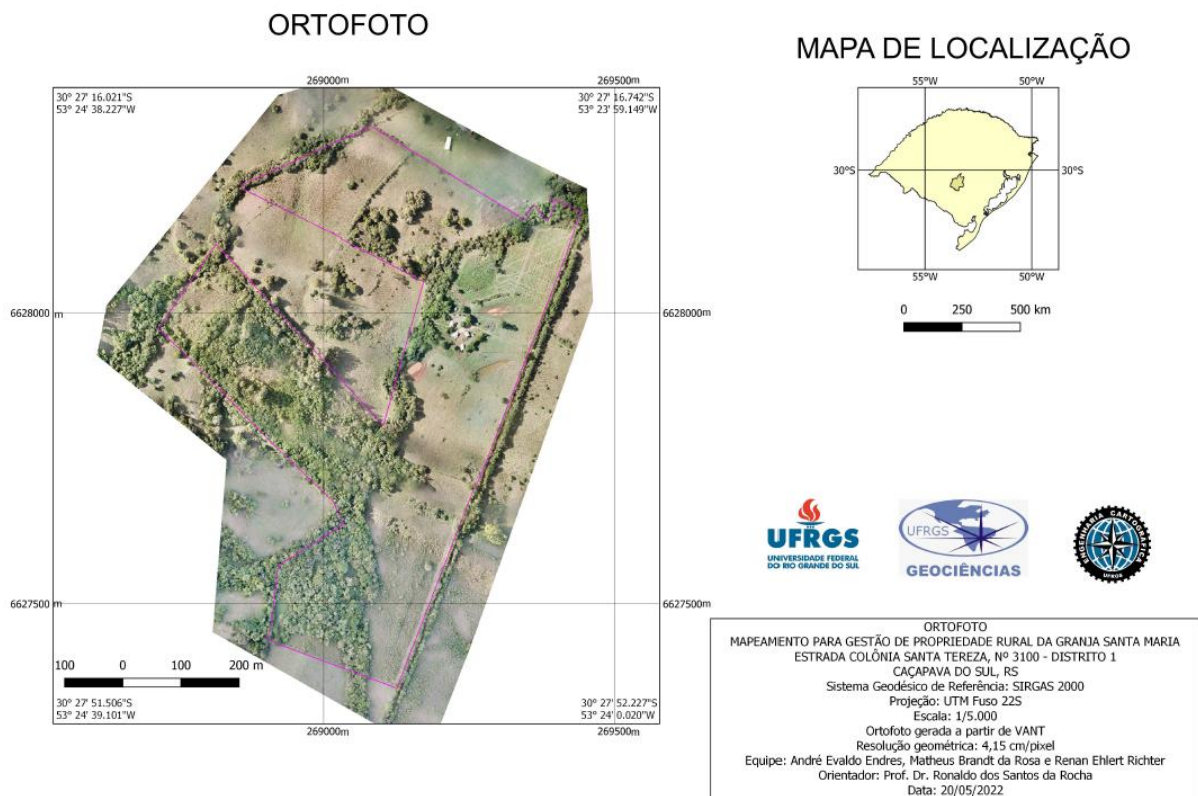 ORTOFOTO
MAPA DE LOCALIZAÇÃO
269000m
269500m
30° 27' 16.021"S
53° 24' 38.227"W
30° 27' 16.742"S
53° 23' 59.149"W
6628000 m
6628000m
6627500 m
6627500m
100 0 100 200 m
30° 27' 51.506"S
53° 24' 39.101"W
30° 27' 52.227"S
53° 24' 0.020"W
269000m
269500m
55°W
50°W
30°S
30°S
55°W
50°W
0 250 500 km
UFRGS
UNIVERSIDADE FEDERAL
DO RIO GRANDE DO SUL
UFRGS
GEOCIÊNCIAS
ENGENHARIA CARTOGRÁFICA
UFRGS
ORTOFOTO
MAPEAMENTO PARA GESTÃO DE PROPRIEDADE RURAL DA GRANJA SANTA MARIA
ESTRADA COLÔNIA SANTA TEREZA, Nº 3100 - DISTRITO 1
CAÇAPAVA DO SUL, RS
Sistema Geodésico de Referência: SIRGAS 2000
Projeção: UTM Fuso 22S
Escala: 1/5.000
Ortofoto gerada a partir de VANT
Resolução geométrica: 4,15 cm/pixel
Equipe: André Evaldo Endres, Matheus Brandt da Rosa e Renan Ehlert Richter
Orientador: Prof. Dr. Ronaldo dos Santos da Rocha
Data: 20/05/2022